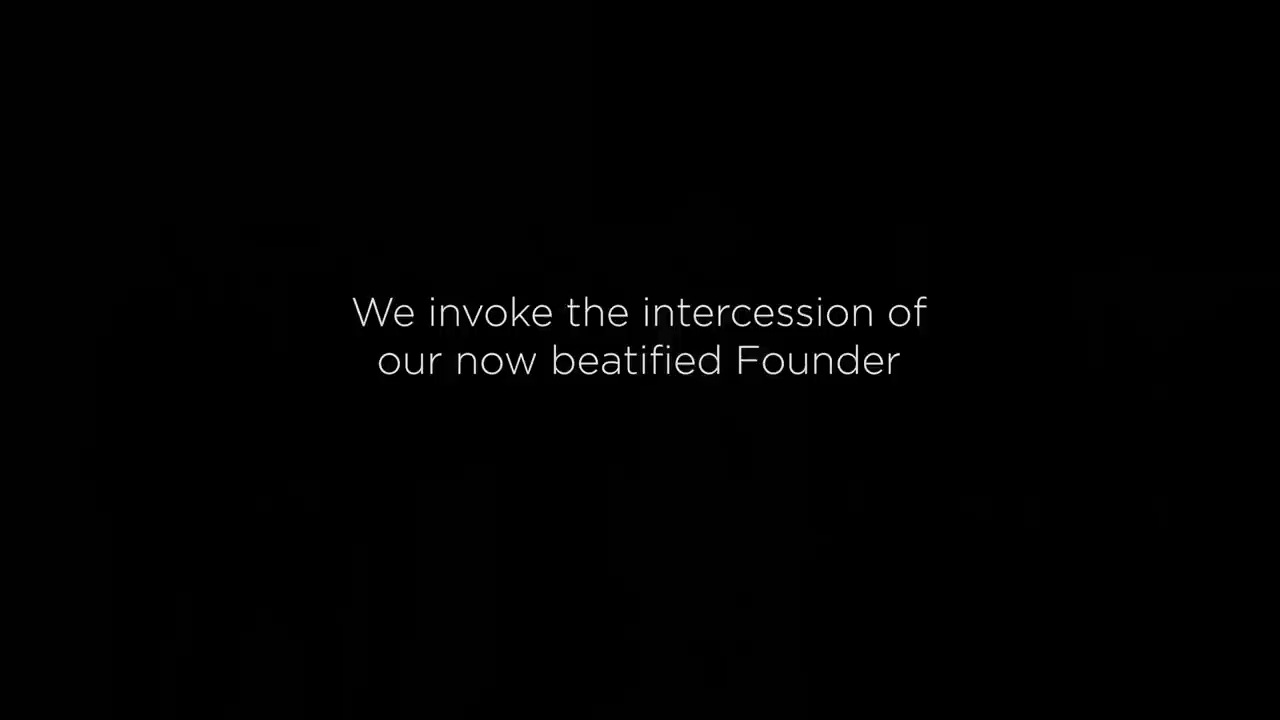 We invoke the intercession of
our now beatified Founder